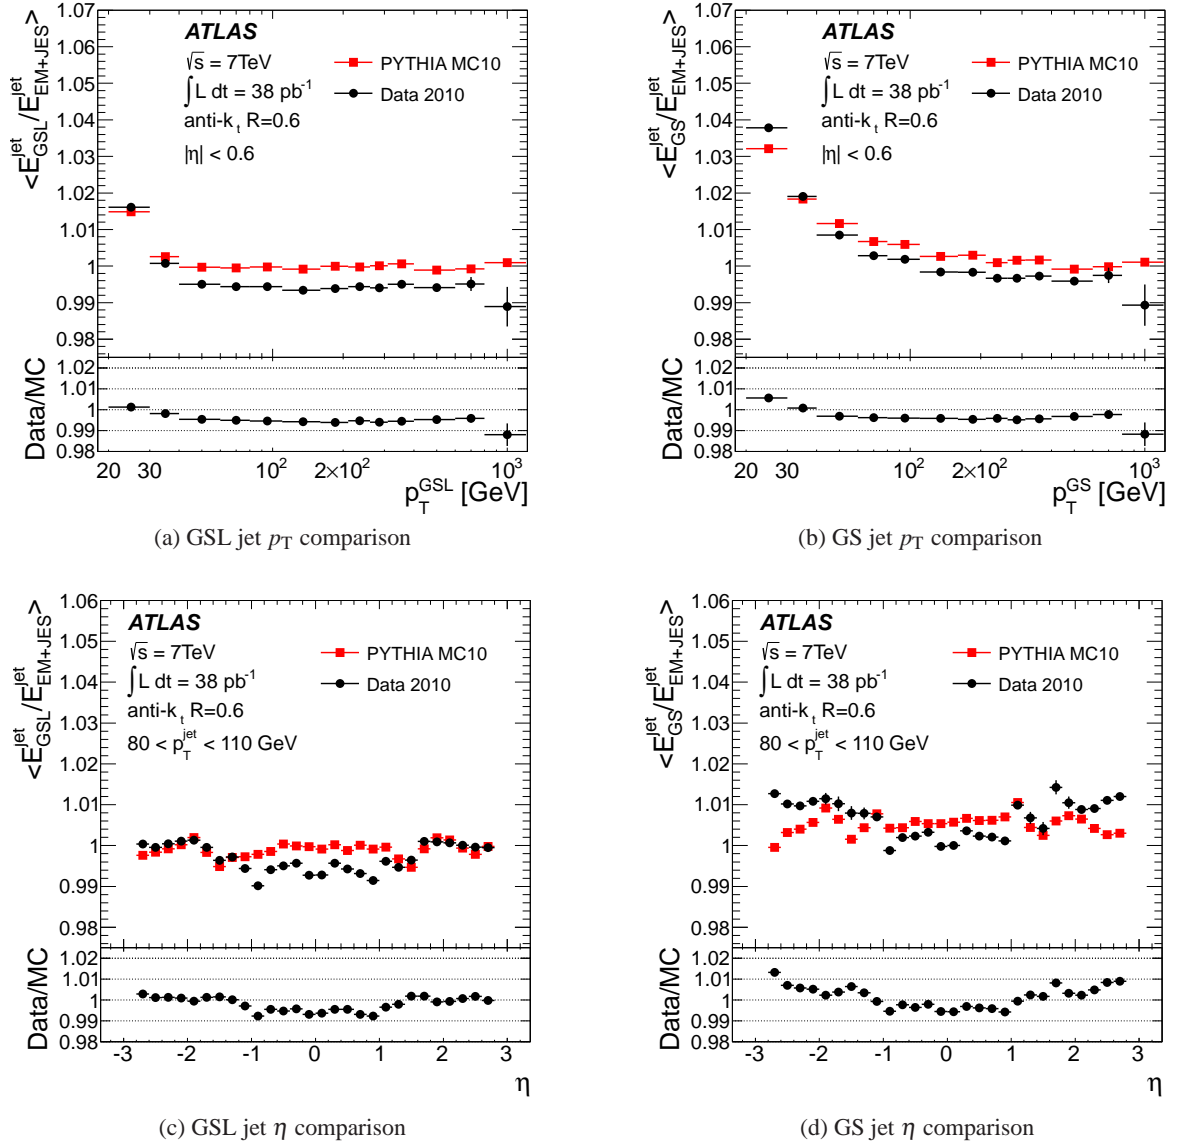 <E^jet_GSL/E^jet_EM+JES>
1.07
1.06
1.05
1.04
1.03
1.02
1.01
1
0.99
0.98
ATLAS
√s = 7TeV
∫L dt = 38 pb⁻¹
anti-k_t R=0.6
|η| < 0.6
PYTHIA MC10
Data 2010
Data/MC
1.02
1.01
1
0.99
0.98
20 30 10² 2×10² 10³
p_T^GSL [GeV]
(a) GSL jet p_T comparison
<E^jet_GS/E^jet_EM+JES>
1.07
1.06
1.05
1.04
1.03
1.02
1.01
1
0.99
0.98
ATLAS
√s = 7TeV
∫L dt = 38 pb⁻¹
anti-k_t R=0.6
|η| < 0.6
PYTHIA MC10
Data 2010
Data/MC
1.02
1.01
1
0.99
0.98
20 30 10² 2×10² 10³
p_T^GS [GeV]
(b) GS jet p_T comparison
<E^jet_GSL/E^jet_EM+JES>
1.06
1.05
1.04
1.03
1.02
1.01
1
0.99
0.98
ATLAS
√s = 7TeV
∫L dt = 38 pb⁻¹
anti-k_t R=0.6
80 < p_T^jet < 110 GeV
PYTHIA MC10
Data 2010
Data/MC
1.02
1.01
1
0.99
0.98
-3 -2 -1 0 1 2 3
η
(c) GSL jet η comparison
<E^jet_GS/E^jet_EM+JES>
1.06
1.05
1.04
1.03
1.02
1.01
1
0.99
0.98
ATLAS
√s = 7TeV
∫L dt = 38 pb⁻¹
anti-k_t R=0.6
80 < p_T^jet < 110 GeV
PYTHIA MC10
Data 2010
Data/MC
1.02
1.01
1
0.99
0.98
-3 -2 -1 0 1 2 3
η
(d) GS jet η comparison